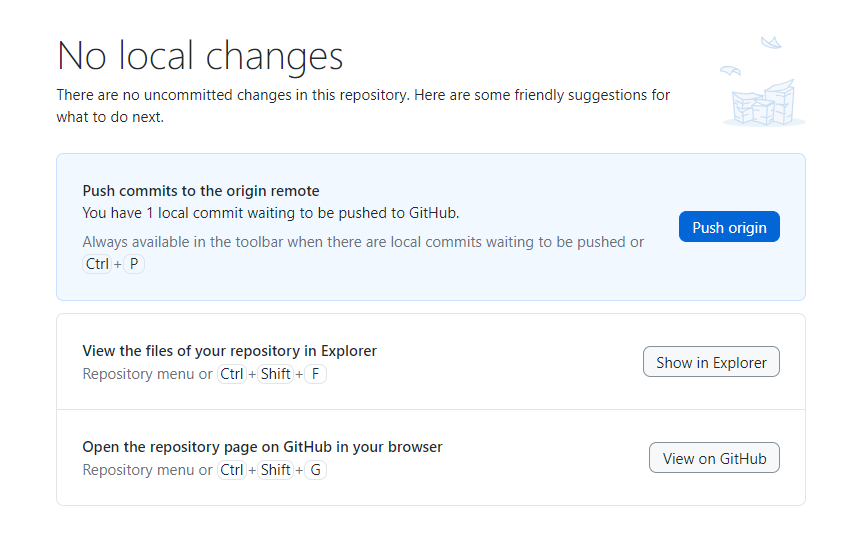 No local changes
There are no uncommitted changes in this repository. Here are some friendly suggestions for
what to do next.
Push commits to the origin remote
You have 1 local commit waiting to be pushed to GitHub.
Always available in the toolbar when there are local commits waiting to be pushed or
Ctrl + P
Push origin
View the files of your repository in Explorer
Repository menu or Ctrl + Shift + F
Show in Explorer
Open the repository page on GitHub in your browser
Repository menu or Ctrl + Shift + G
View on GitHub